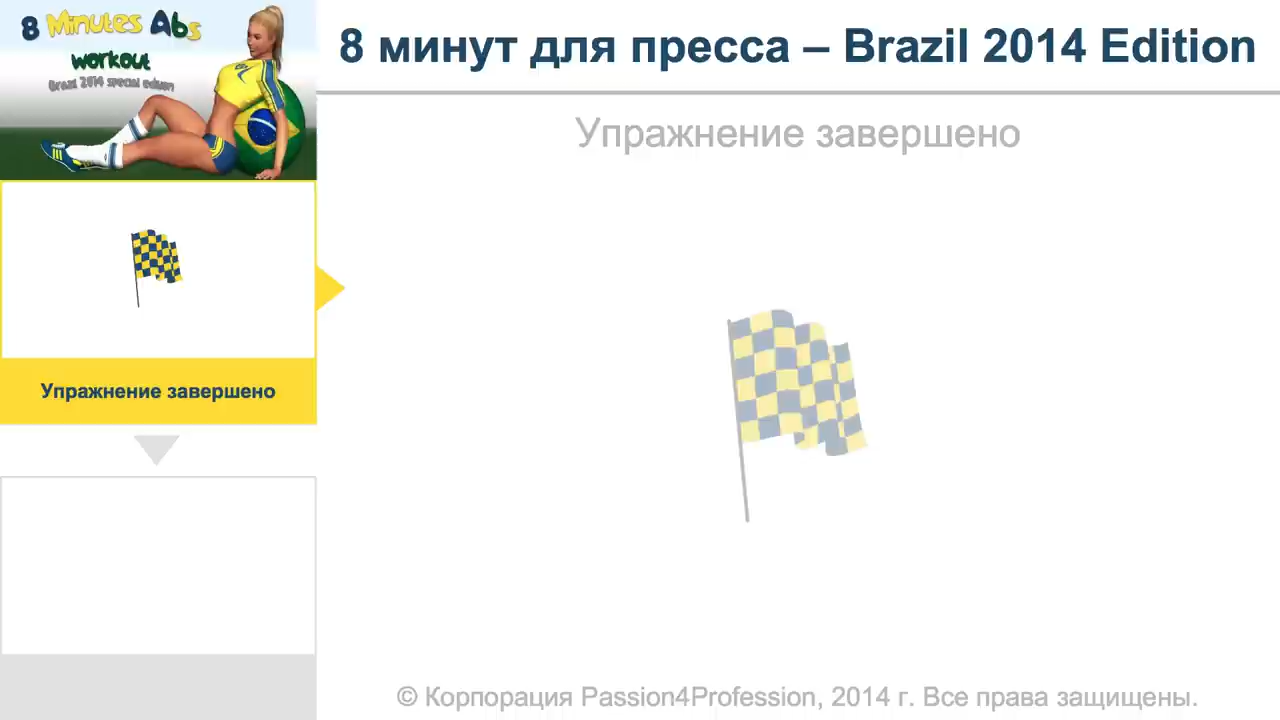 8 Minutes Abs
workout
Brazil 2014 special edition
8 минут для пресса – Brazil 2014 Edition
Упражнение завершено
Упражнение завершено
© Корпорация Passion4Profession, 2014 г. Все права защищены.